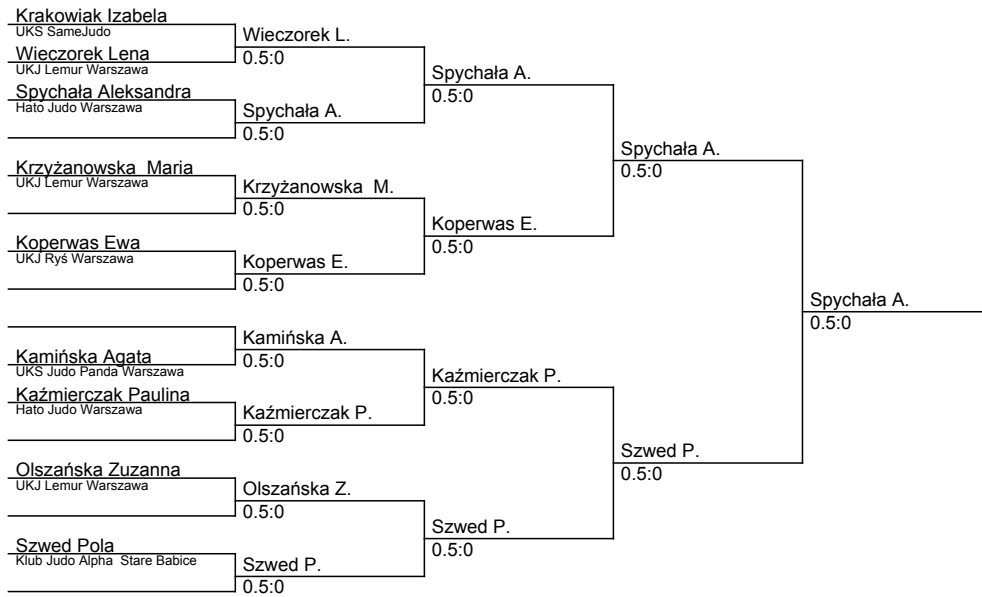 Krakowiak Izabela
UKS SameJudo
Wieczorek Lena
UKJ Lemur Warszawa
Spychała Aleksandra
Hato Judo Warszawa
Krzyżanowska  Maria
UKJ Lemur Warszawa
Koperwas Ewa
UKJ Ryś Warszawa
Kamińska Agata
UKS Judo Panda Warszawa
Kaźmierczak Paulina
Hato Judo Warszawa
Olszańska Zuzanna
UKJ Lemur Warszawa
Szwed Pola
Klub Judo Alpha  Stare Babice
Wieczorek L.
0.5:0
Spychała A.
0.5:0
Krzyżanowska  M.
0.5:0
Koperwas E.
0.5:0
Kamińska A.
0.5:0
Kaźmierczak P.
0.5:0
Olszańska Z.
0.5:0
Szwed P.
0.5:0
Spychała A.
0.5:0
Koperwas E.
0.5:0
Kaźmierczak P.
0.5:0
Szwed P.
0.5:0
Spychała A.
0.5:0
Szwed P.
0.5:0
Spychała A.
0.5:0